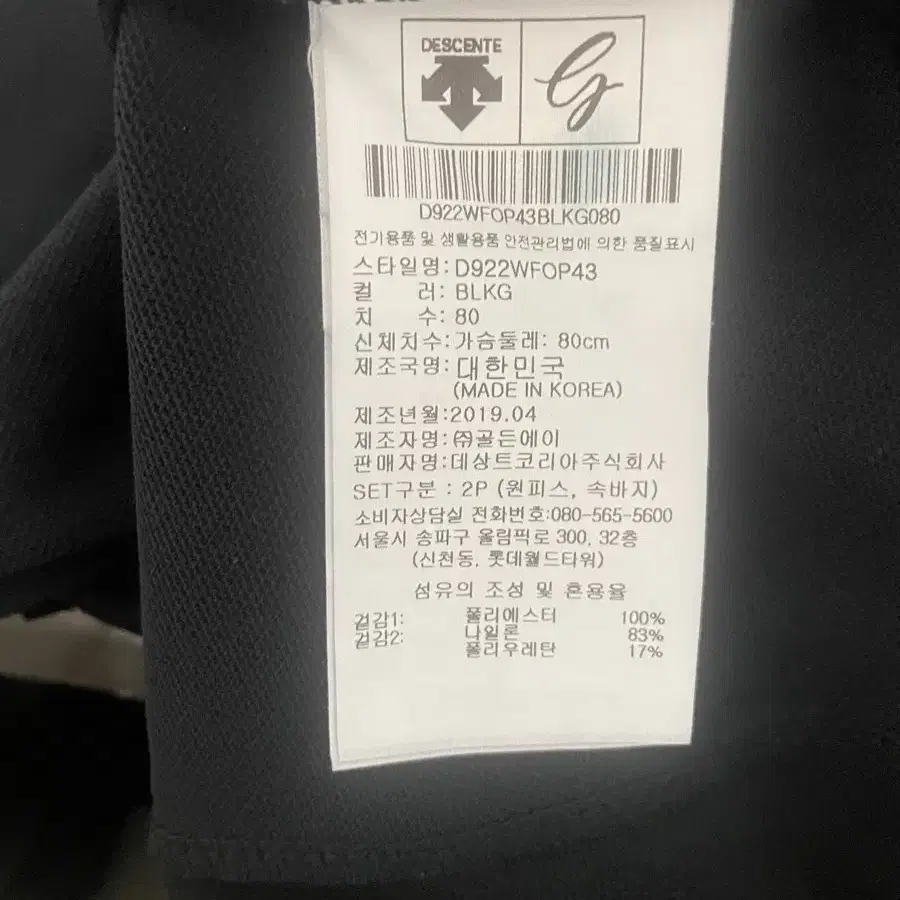 DESCENTE
G
D922WFOP43BLKG080
전기용품 및 생활용품 안전관리법에 의한 품질표시
스타일명: D922WFOP43
컬 러: BLKG
치 수: 80
신체치수: 가슴둘레: 80cm
제조국명: 대한민국
(MADE IN KOREA)
제조년월:2019.04
제조자명: ㈜골든에이
판매자명: 데상트코리아주식회사
SET구분 : 2P (원피스, 속바지)
소비자상담실 전화번호:080-565-5600
서울시 송파구 올림픽로 300, 32층
(신천동, 롯데월드타워)
섬유의 조성 및 혼용율
겉감1: 폴리에스터 100%
겉감2: 나일론 83%
폴리우레탄 17%